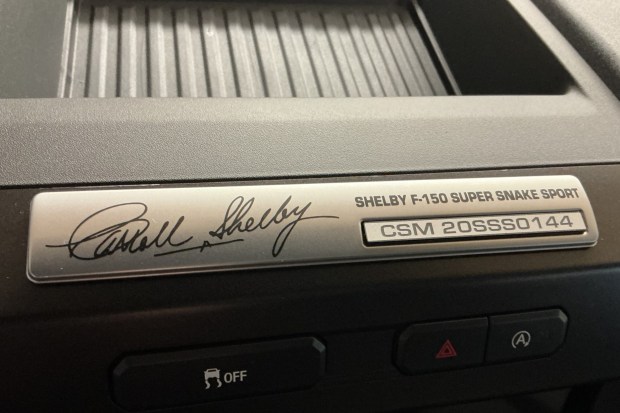 Carroll Shelby
SHELBY F-150 SUPER SNAKE SPORT
CSM 20SSS0144
OFF
A